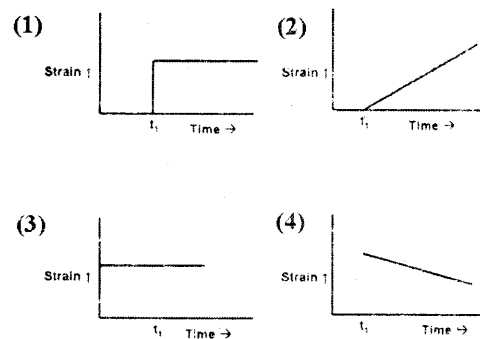 (1)
Strain ↑
t₁ Time →
(2)
Strain ↑
t₁ Time →
(3)
Strain ↑
t₁ Time →
(4)
Strain ↑
t₁ Time →